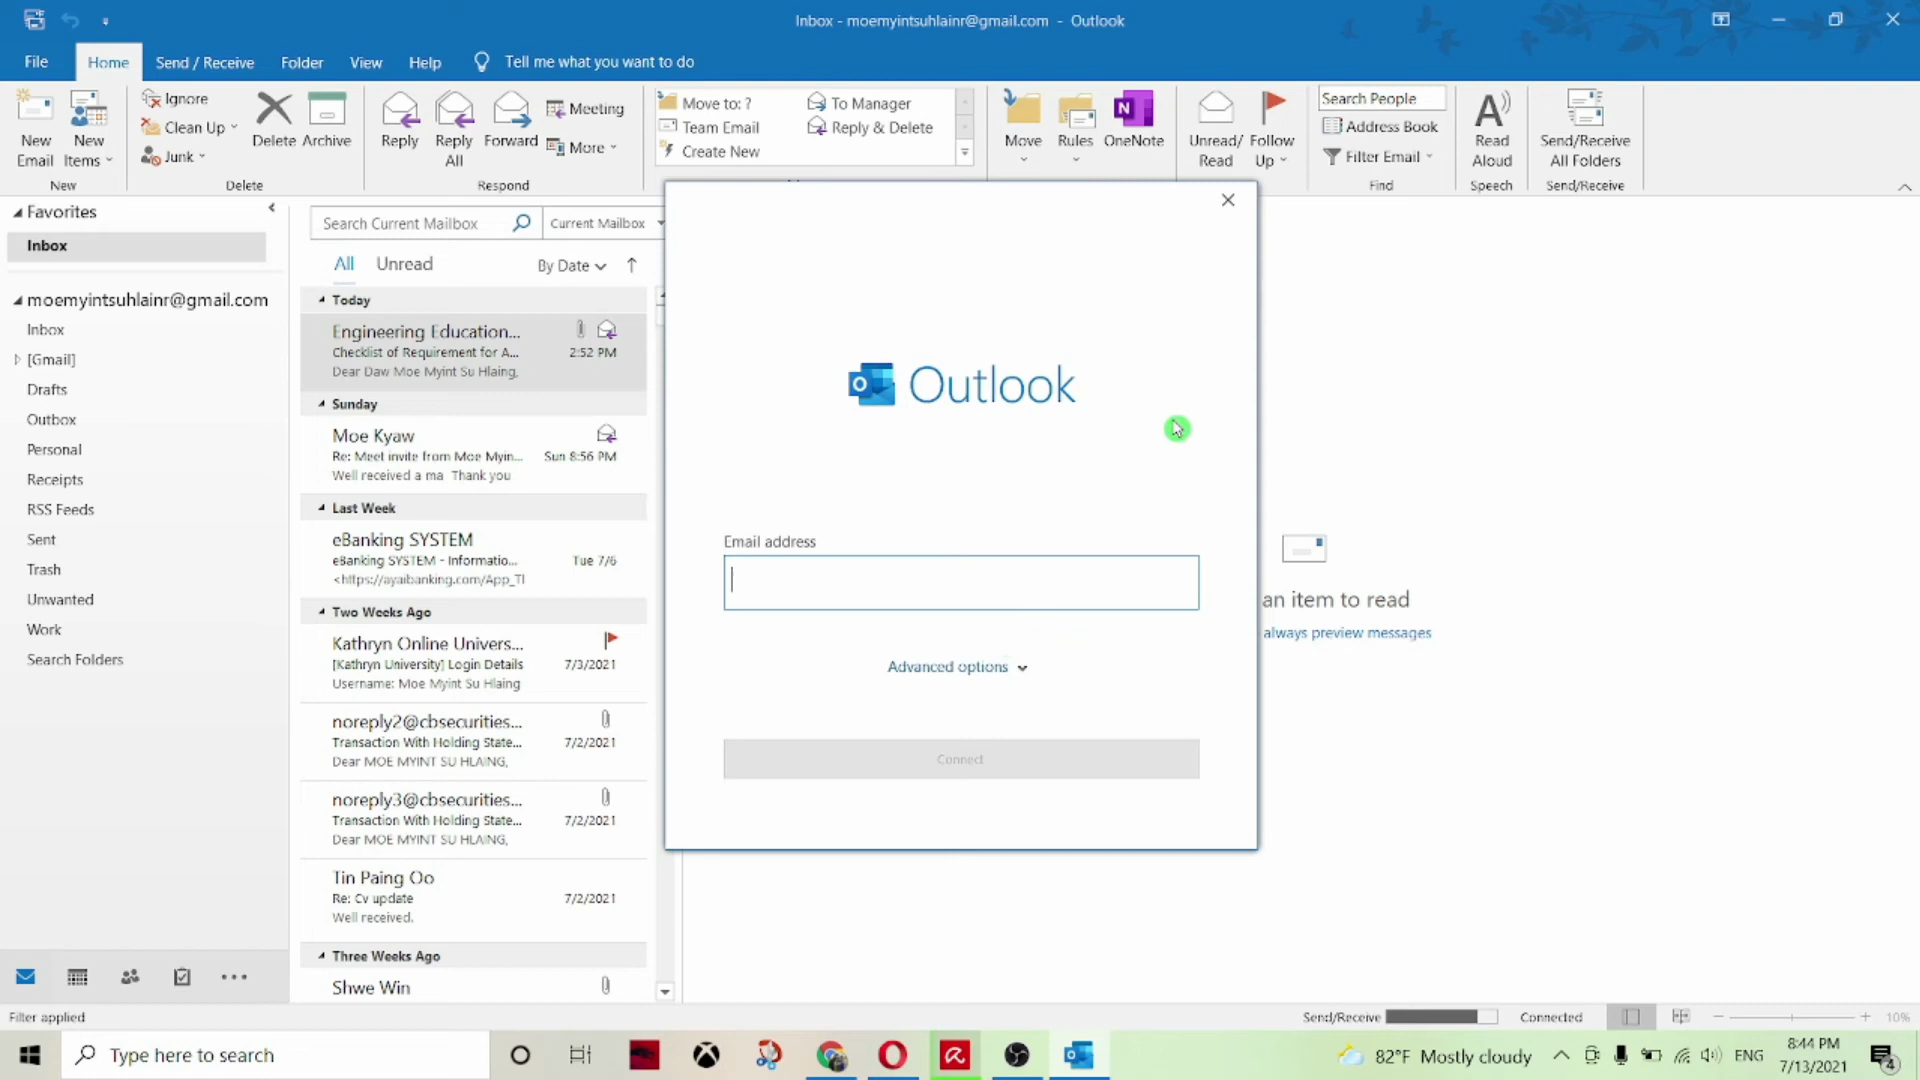 Inbox - moemyintsuhlainr@gmail.com - Outlook
File Home Send / Receive Folder View Help Tell me what you want to do
New Email
New Items
New
Ignore
Clean Up
Junk
Delete
Archive
Delete
Reply
Reply All
Forward
Meeting
More
Respond
Move to: ?
Team Email
Create New
To Manager
Reply & Delete
Move
Rules
OneNote
Unread/ Read
Follow Up
Search People
Address Book
Filter Email
Find
Read Aloud
Speech
Send/Receive All Folders
Send/Receive
Favorites
Inbox
moemyintsuhlainr@gmail.com
Inbox
[Gmail]
Drafts
Outbox
Personal
Receipts
RSS Feeds
Sent
Trash
Unwanted
Work
Search Folders
Search Current Mailbox Current Mailbox
All Unread By Date
Today
Engineering Education...
Checklist of Requirement for A... 2:52 PM
Dear Daw Moe Myint Su Hlaing,
Sunday
Moe Kyaw
Re: Meet invite from Moe Myin... Sun 8:56 PM
Well received a ma Thank you
Last Week
eBanking SYSTEM
eBanking SYSTEM - Informatio... Tue 7/6
<https://ayaibanking.com/App_Tl
Two Weeks Ago
Kathryn Online Univers...
[Kathryn University] Login Details 7/3/2021
Username: Moe Myint Su Hlaing
noreply2@cbsecurities...
Transaction With Holding State... 7/2/2021
Dear MOE MYINT SU HLAING,
noreply3@cbsecurities...
Transaction With Holding State... 7/2/2021
Dear MOE MYINT SU HLAING,
Tin Paing Oo
Re: Cv update 7/2/2021
Well received.
Three Weeks Ago
Shwe Win
Outlook
Email address
Advanced options
Connect
an item to read
always preview messages
Filter applied Send/Receive Connected 10%
Type here to search
82°F Mostly cloudy ENG
8:44 PM
7/13/2021
4